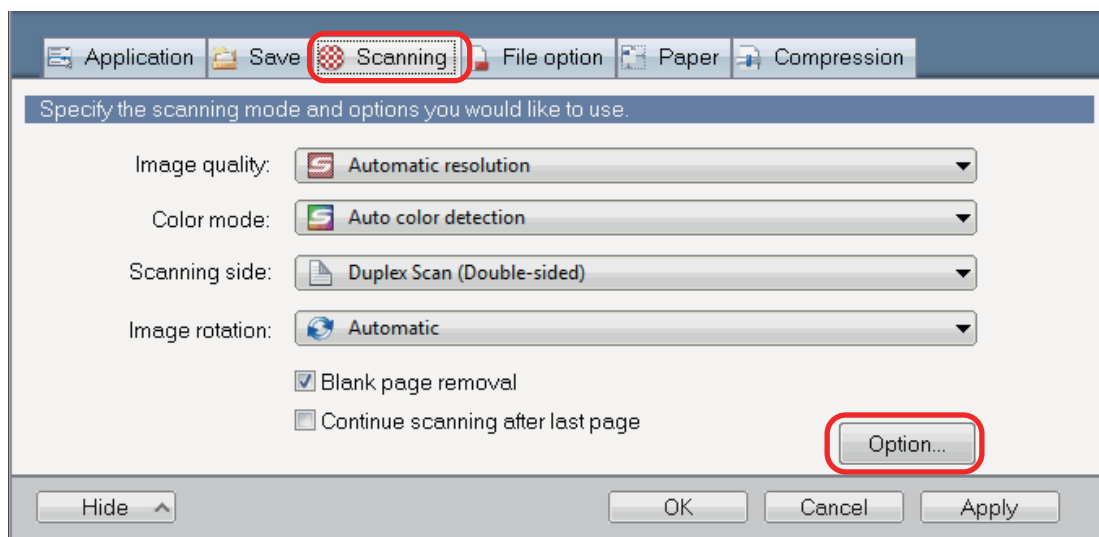 Application Save Scanning File option Paper Compression
Specify the scanning mode and options you would like to use.
Image quality: Automatic resolution
Color mode: Auto color detection
Scanning side: Duplex Scan (Double-sided)
Image rotation: Automatic
Blank page removal
Continue scanning after last page
Option...
Hide OK Cancel Apply